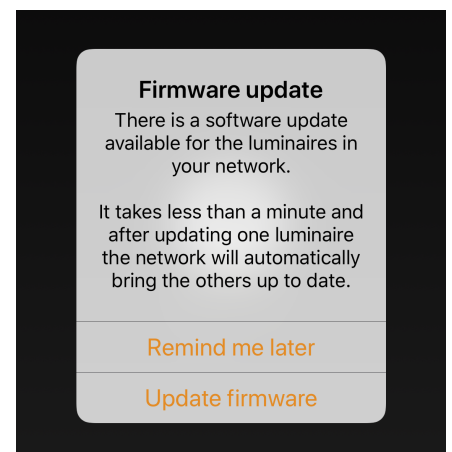 Firmware update
There is a software update
available for the luminaires in
your network.
It takes less than a minute and
after updating one luminaire
the network will automatically
bring the others up to date.
Remind me later
Update firmware